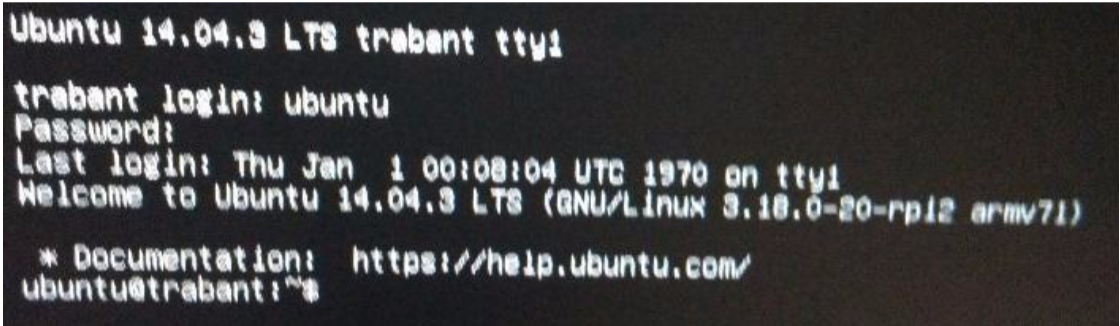 Ubuntu 14.04.3 LTS trabant tty1
trabant login: ubuntu
Password:
Last login: Thu Jan  1 00:08:04 UTC 1970 on tty1
Welcome to Ubuntu 14.04.3 LTS (GNU/Linux 3.18.0-20-rpi2 armv7l)
* Documentation:  https://help.ubuntu.com/
ubuntu@trabant:~$